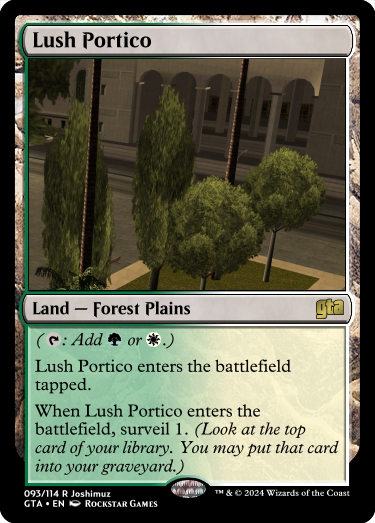 Lush Portico
Land — Forest Plains
gta
(: Add or .)
Lush Portico enters the battlefield
tapped.
When Lush Portico enters the
battlefield, surveil 1. (Look at the top
card of your library. You may put that card
into your graveyard.)
093/114 R Joshimuz
GTA • EN Rockstar Games
™ & © 2024 Wizards of the Coast